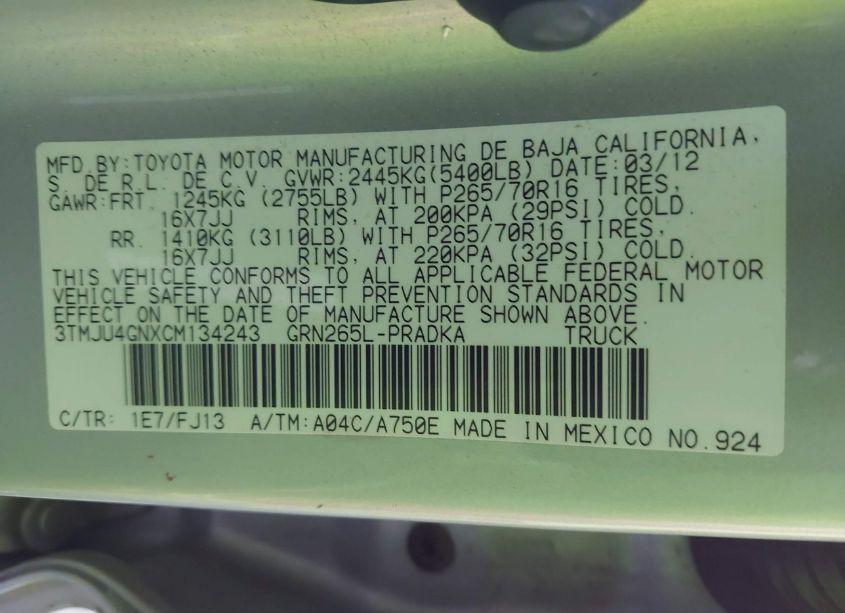 MFD BY:TOYOTA MOTOR MANUFACTURING DE BAJA CALIFORNIA,
S. DE R.L. DE C.V. GVWR:2445KG(5400LB) DATE:03/12
GAWR:FRT. 1245KG (2755LB) WITH P265/70R16 TIRES,
16X7JJ RIMS, AT 200KPA (29PSI) COLD.
RR. 1410KG (3110LB) WITH P265/70R16 TIRES,
16X7JJ RIMS, AT 220KPA (32PSI) COLD.
THIS VEHICLE CONFORMS TO ALL APPLICABLE FEDERAL MOTOR
VEHICLE SAFETY AND THEFT PREVENTION STANDARDS IN
EFFECT ON THE DATE OF MANUFACTURE SHOWN ABOVE.
3TMJU4GNXCM134243 GRN265L-PRADKA TRUCK
C/TR: 1E7/FJ13 A/TM:A04C/A750E MADE IN MEXICO NO.924